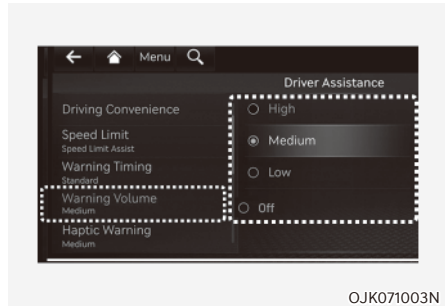 Menu
Driver Assistance
Driving Convenience
High
Speed Limit
Speed Limit Assist
Medium
Warning Timing
Standard
Low
Warning Volume
Medium
Off
Haptic Warning
Medium
OJK071003N